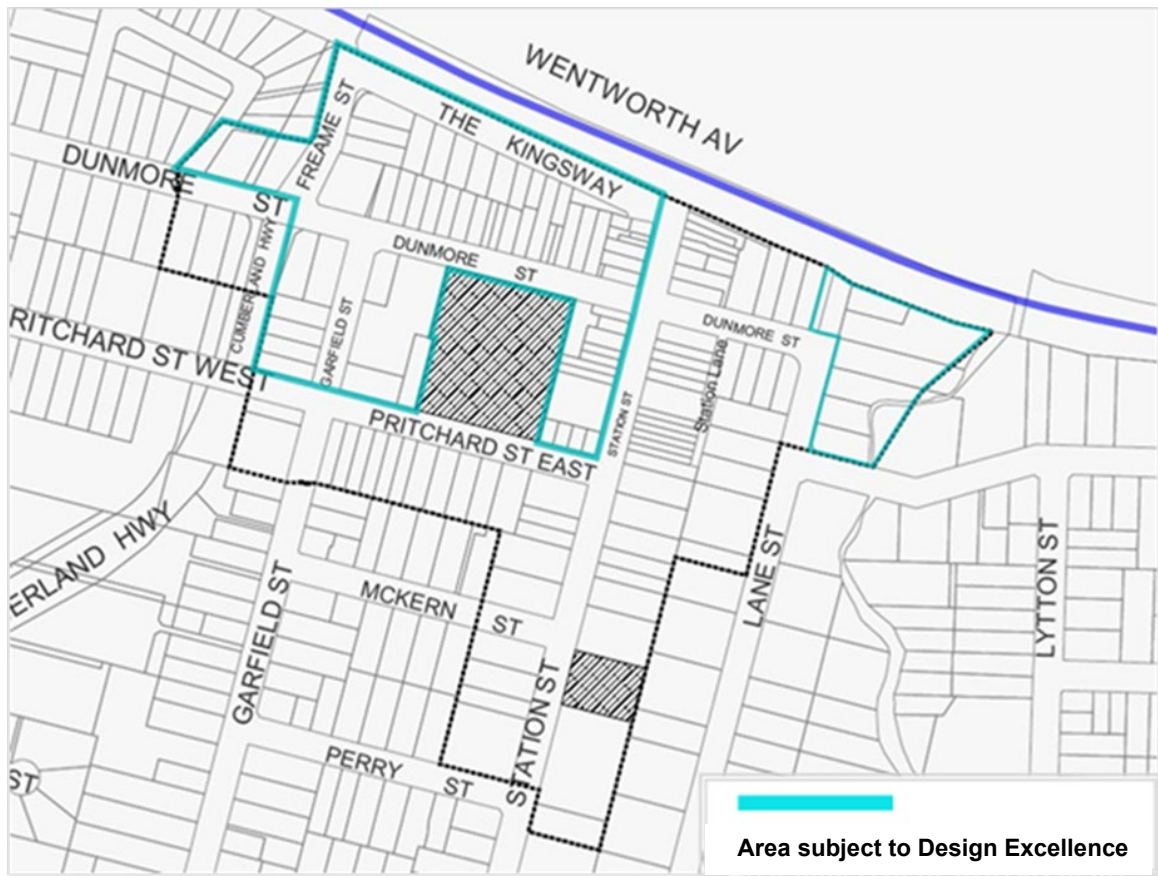 WENTWORTH AV
THE KINGSWAY
FREAME ST
DUNMORE ST
DUNMORE ST
CUMBERLAND HWY
GARFIELD ST
DUNMORE ST
Station Lane
STATION ST
RITCHARD ST WEST
PRITCHARD ST EAST
ERLAND HWY
MCKERN ST
LANE ST
LYTTON ST
GARFIELD ST
STATION ST
PERRY ST
ST
Area subject to Design Excellence